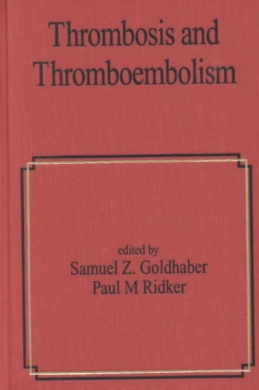 Thrombosis and
Thromboembolism
edited by
Samuel Z. Goldhaber
Paul M Ridker